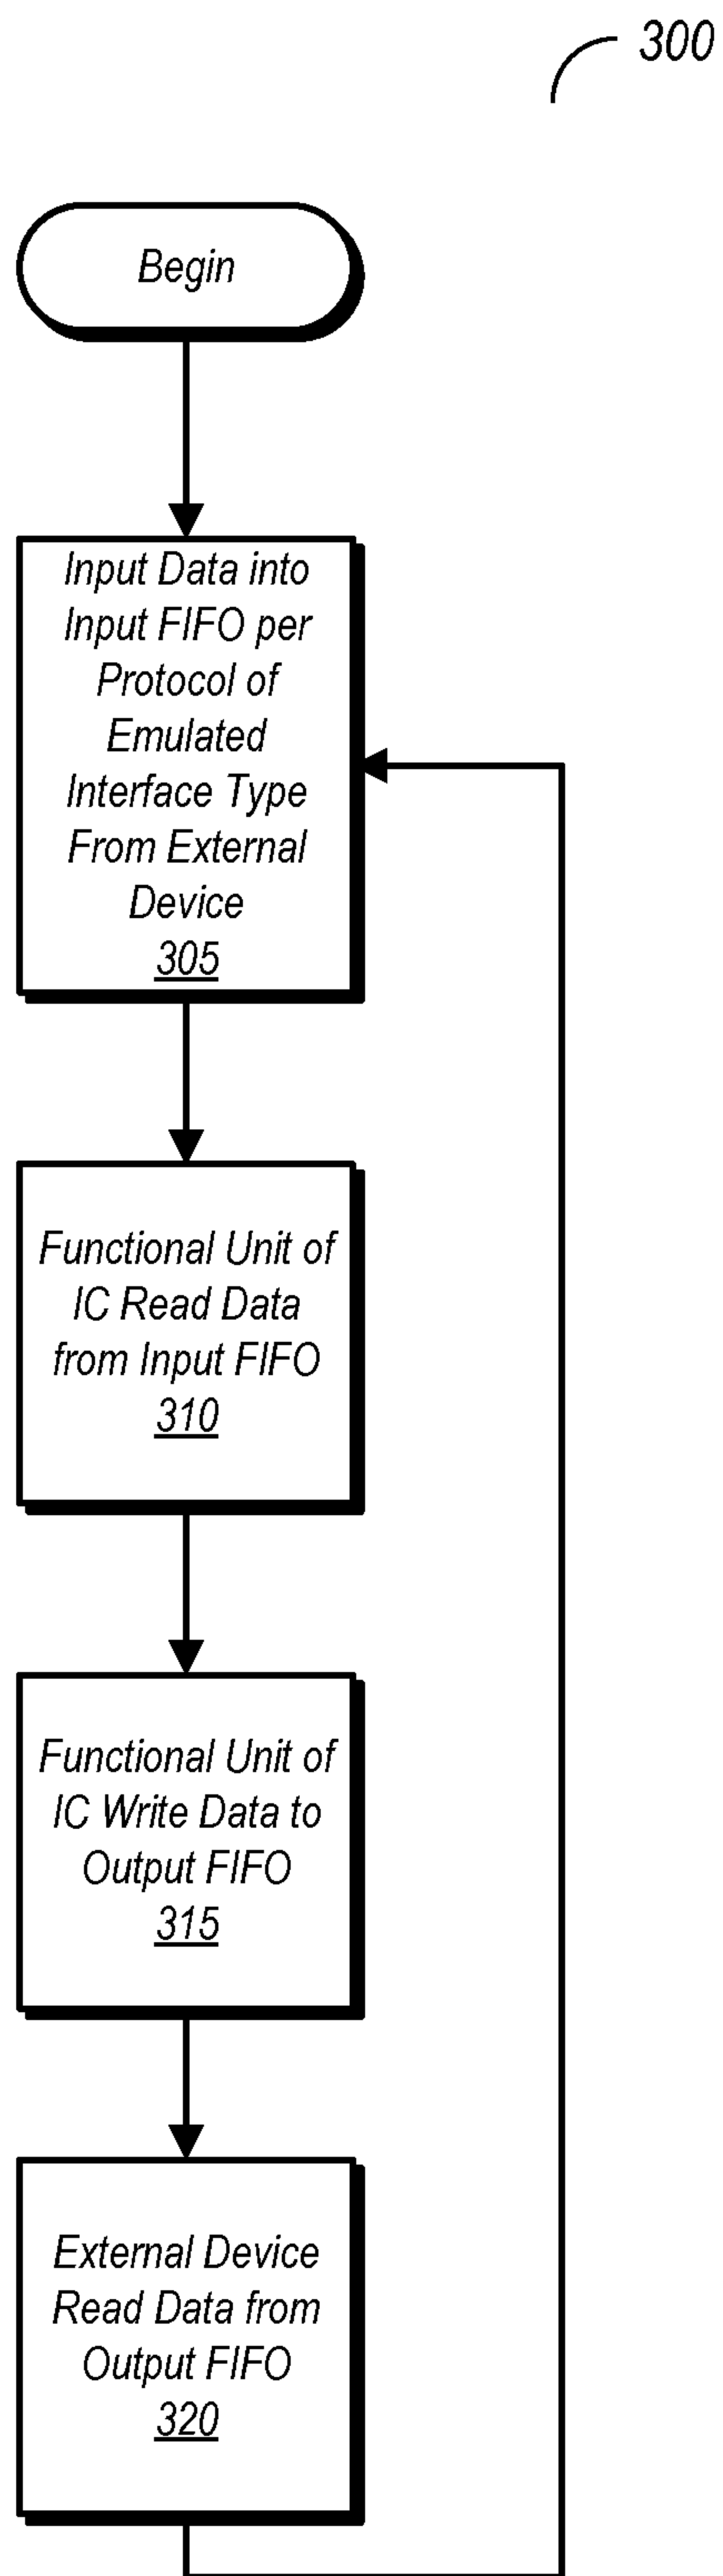 300
Begin
Input Data into
Input FIFO per
Protocol of
Emulated
Interface Type
From External
Device
305
Functional Unit of
IC Read Data
from Input FIFO
310
Functional Unit of
IC Write Data to
Output FIFO
315
External Device
Read Data from
Output FIFO
320